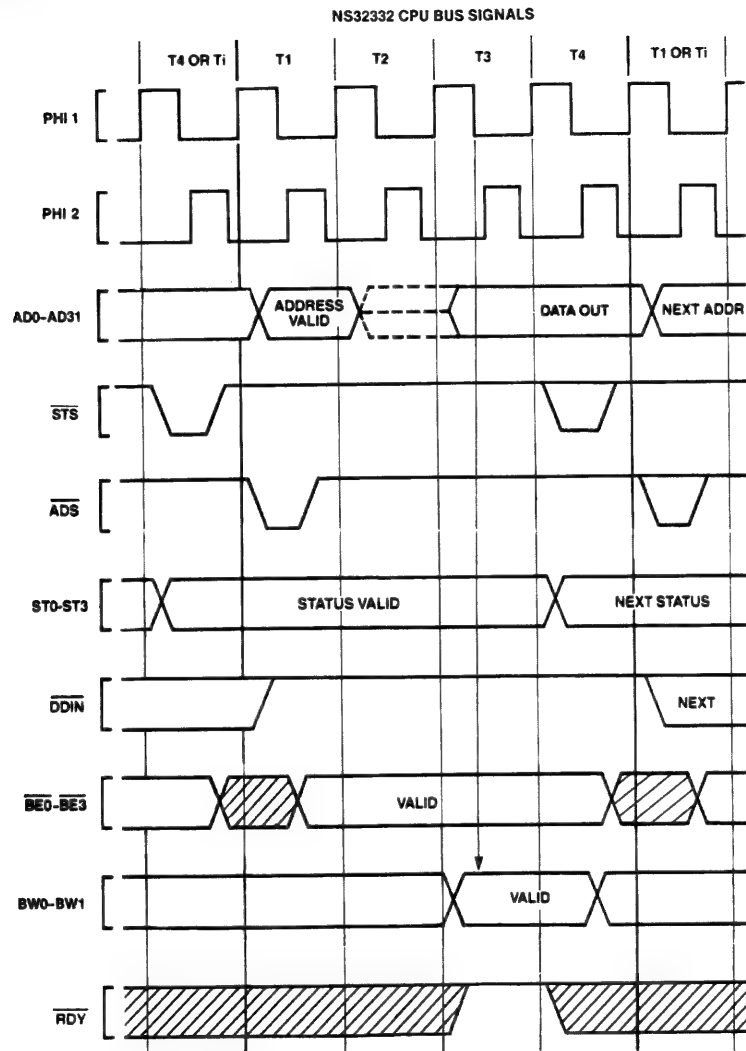 NS32332 CPU BUS SIGNALS
T4 OR Ti T1 T2 T3 T4 T1 OR Ti
PHI 1
PHI 2
AD0-AD31
ADDRESS
VALID
DATA OUT
NEXT ADDR
STS
ADS
ST0-ST3
STATUS VALID
NEXT STATUS
DDIN
NEXT
BE0-BE3
VALID
BW0-BW1
VALID
RDY